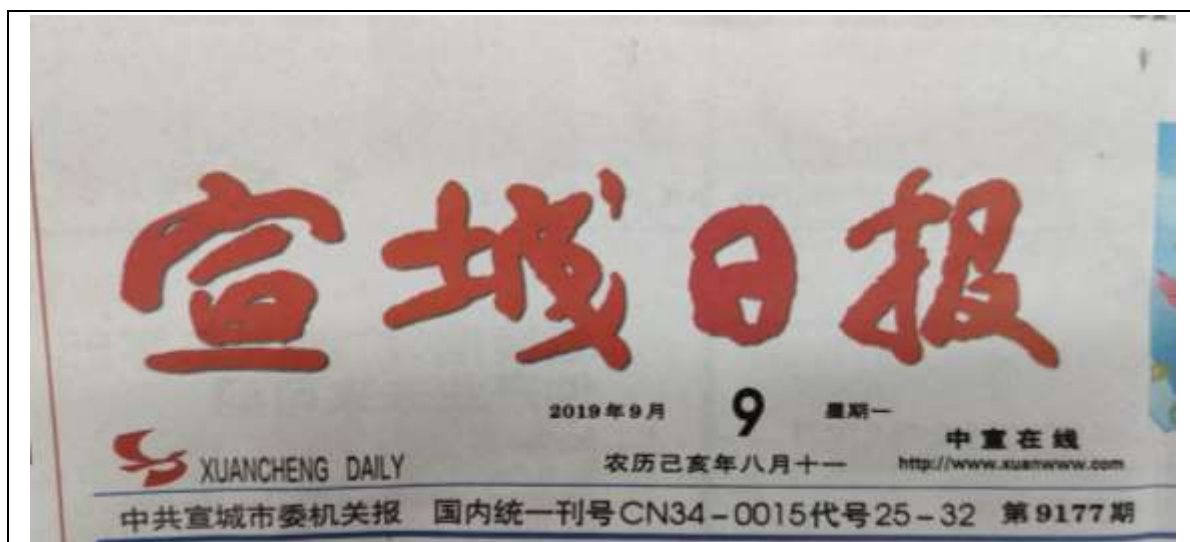 宣城日报
2019年9月 9 星期一
XUANCHENG DAILY 农历己亥年八月十一 中宣在线
http://www.xuanwww.com
中共宣城市委机关报 国内统一刊号CN34-0015代号25-32 第9177期